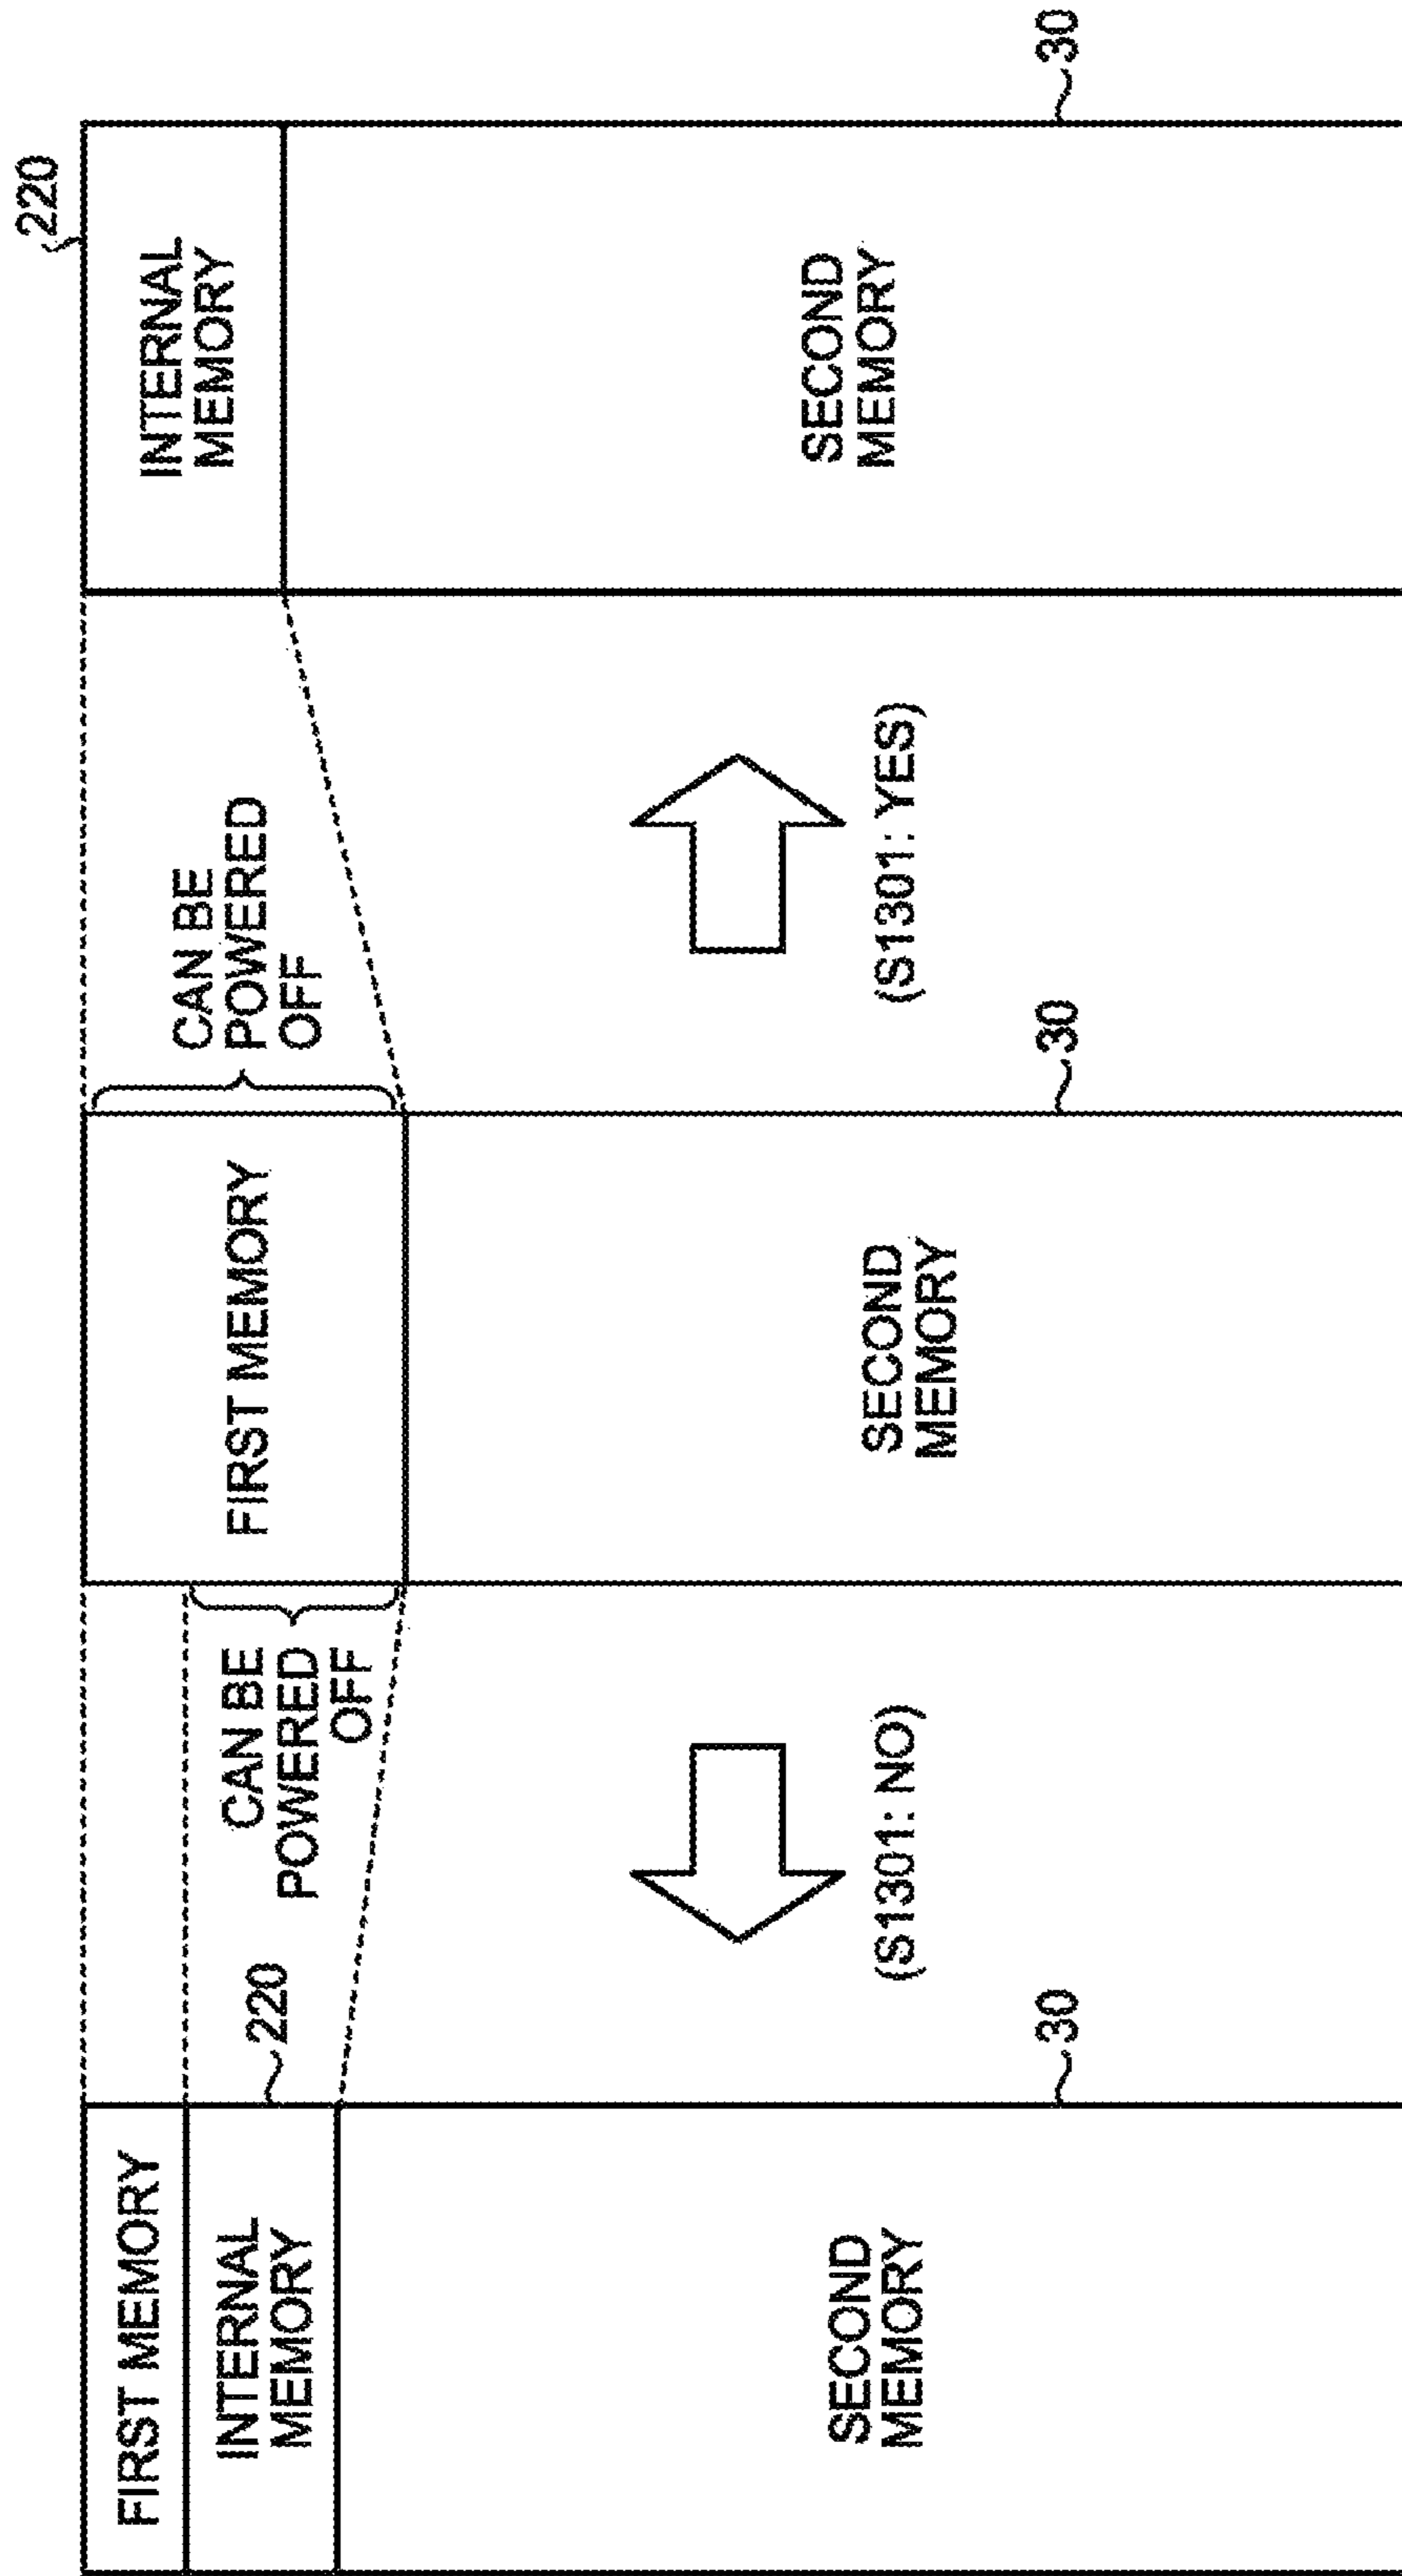 FIRST MEMORY
INTERNAL
MEMORY
220
SECOND
MEMORY
30
CAN BE
POWERED
OFF
(S1301: NO)
FIRST MEMORY
SECOND
MEMORY
30
CAN BE
POWERED
OFF
(S1301: YES)
220
INTERNAL
MEMORY
SECOND
MEMORY
30